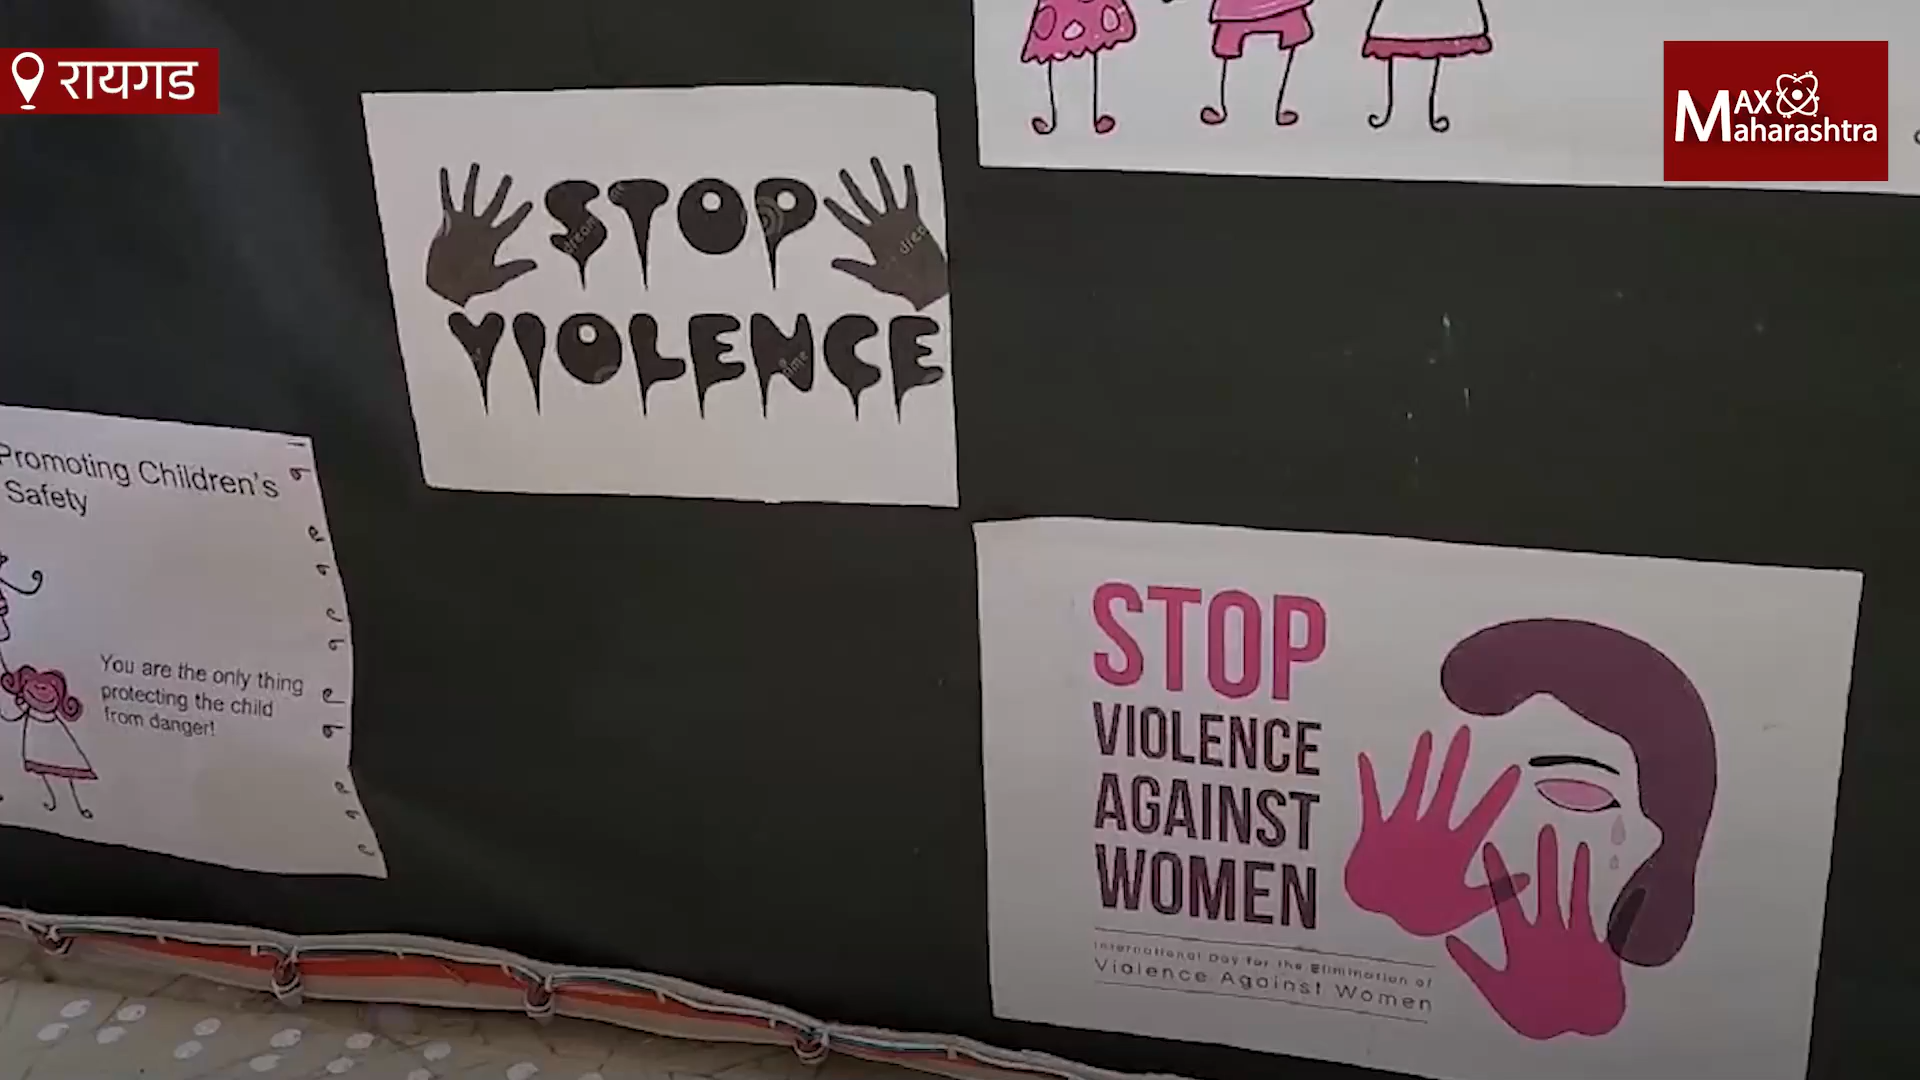 रायगड
MAX
Maharashtra
STOP
VIOLENCE
Promoting Children's
Safety
You are the only thing
protecting the child
from danger!
STOP
VIOLENCE
AGAINST
WOMEN
International Day for the Elimination of
Violence Against Women